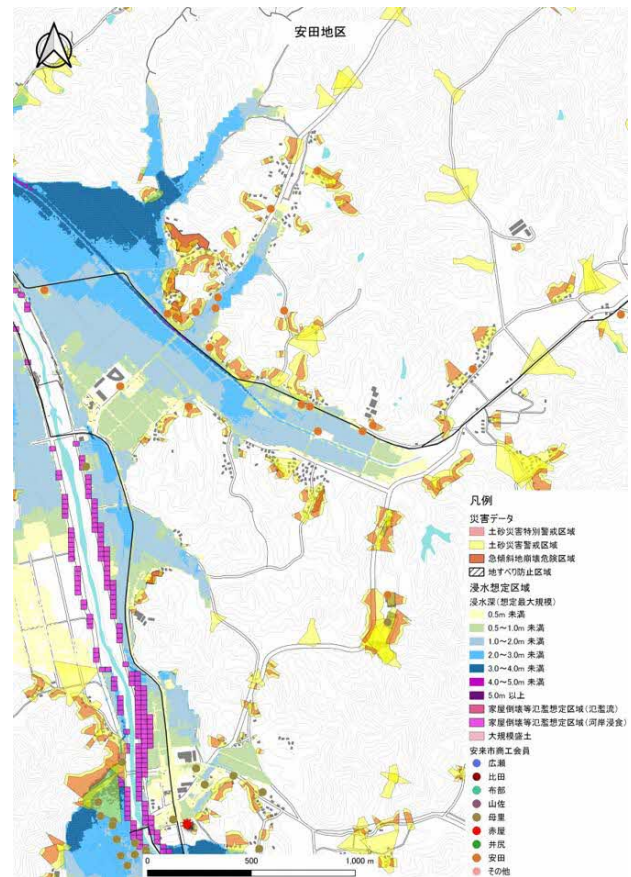 安田地区
凡例
災害データ
土砂災害特別警戒区域
土砂災害警戒区域
急傾斜地崩壊危険区域
地すべり防止区域
浸水想定区域
浸水深(想定最大規模)
0.5m 未満
0.5～1.0m 未満
1.0～2.0m 未満
2.0～3.0m 未満
3.0～4.0m 未満
4.0～5.0m 未満
5.0m 以上
家屋倒壊等氾濫想定区域(氾濫流)
家屋倒壊等氾濫想定区域(河岸浸食)
大規模盛土
安来市商工会員
広瀬
比田
布部
山佐
母里
赤屋
井尻
安田
その他
0 500 1,000 m